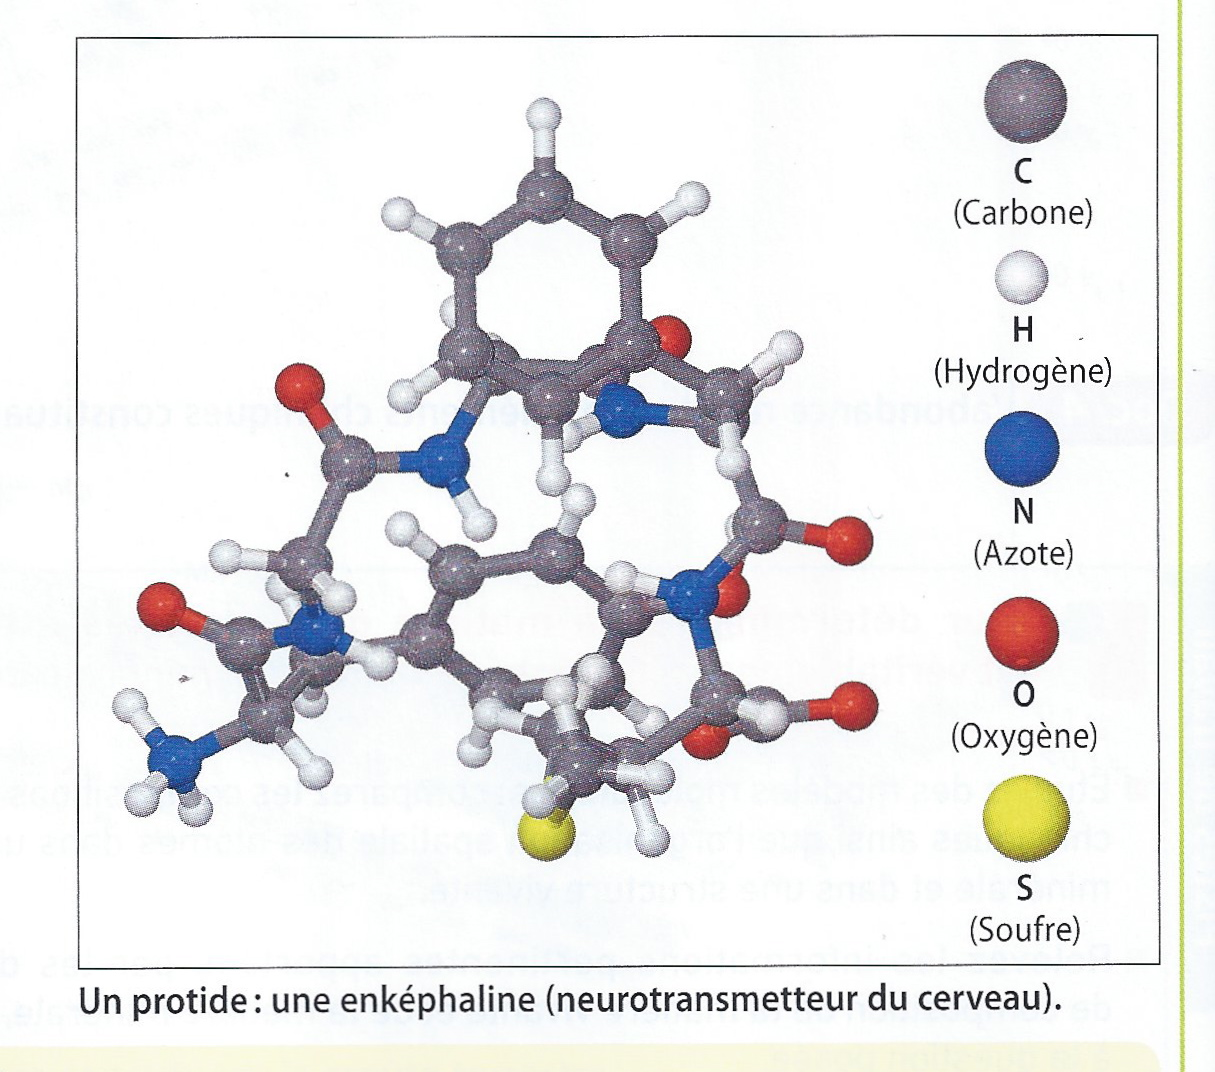 C
(Carbone)
H
(Hydrogène)
N
(Azote)
O
(Oxygène)
S
(Soufre)
Un protide : une enképhaline (neurotransmetteur du cerveau).